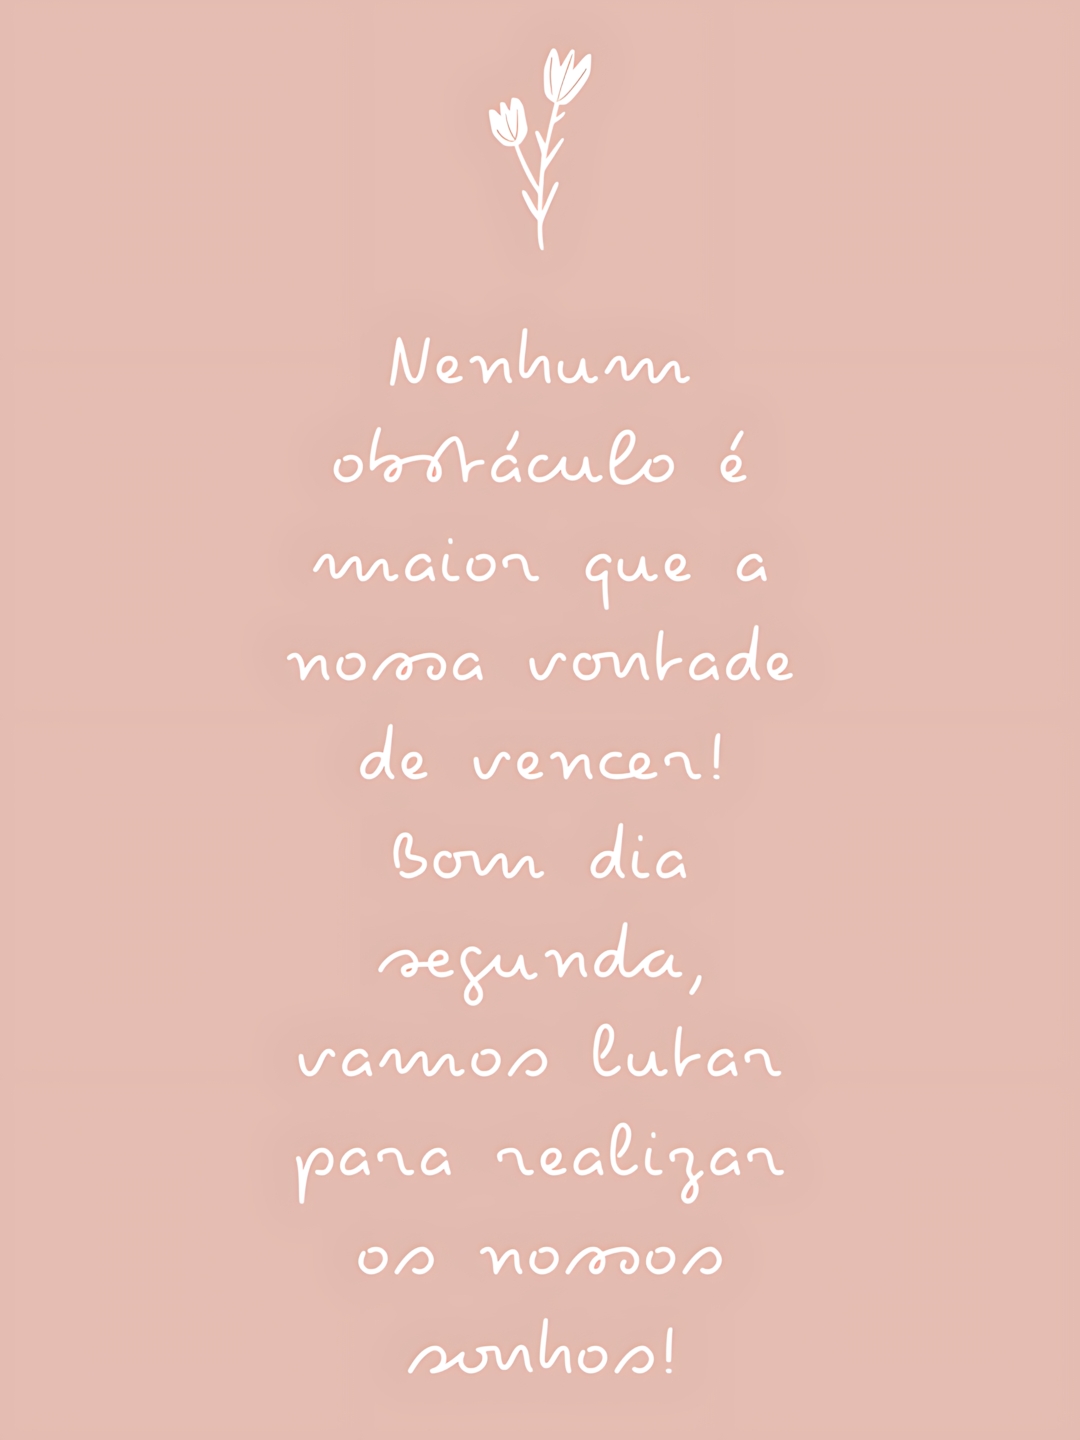 Nenhum
obstáculo é
maior que a
nossa vontade
de vencer!
Bom dia
segunda,
vamos lutar
para realizar
os nossos
sonhos!